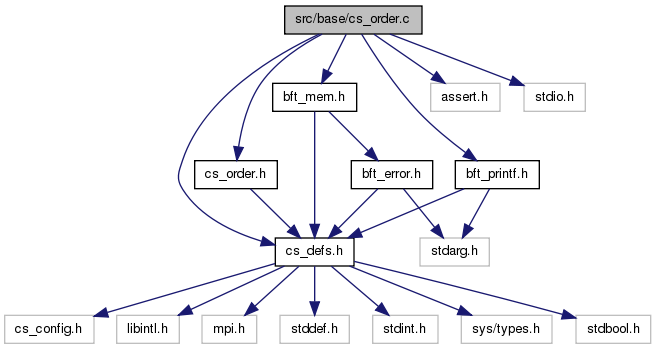 src/base/cs_order.c
bft_mem.h
assert.h
stdio.h
cs_order.h
bft_error.h
bft_printf.h
stdarg.h
cs_defs.h
cs_config.h
libintl.h
mpi.h
stddef.h
stdint.h
sys/types.h
stdbool.h